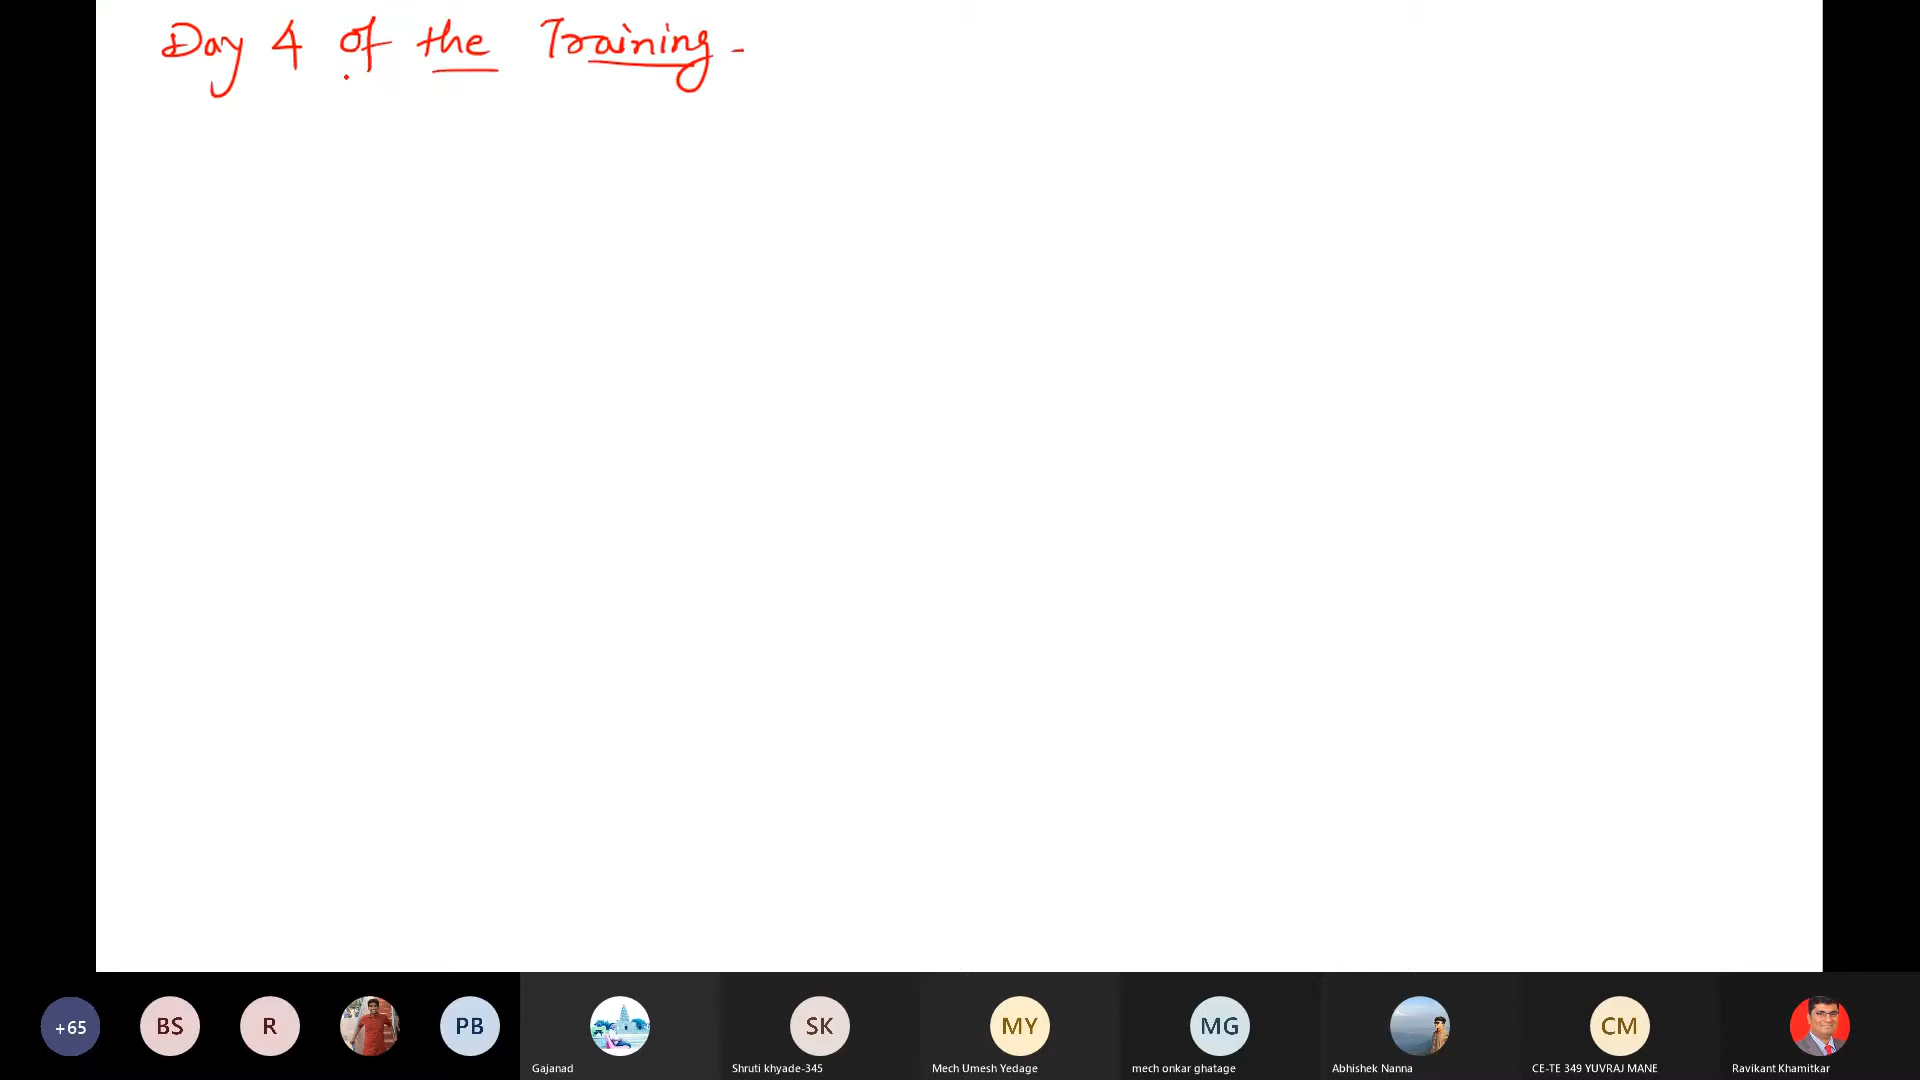 Day 4 of the Training -
+65
BS
R
PB
SK
MY
MG
CM
Gajanad
Shruti khyade-345
Mech Umesh Yedage
mech onkar ghatage
Abhishek Nanna
CE-TE 349 YUVRAJ MANE
Ravikant Khamitkar